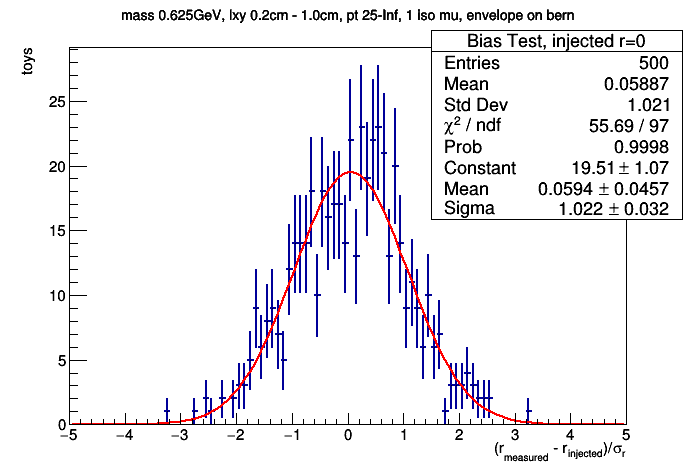 mass 0.625GeV, lxy 0.2cm - 1.0cm, pt 25-Inf, 1 Iso mu, envelope on bern
Bias Test, injected r=0
Entries 500
Mean 0.05887
Std Dev 1.021
χ² / ndf 55.69 / 97
Prob 0.9998
Constant 19.51 ± 1.07
Mean 0.0594 ± 0.0457
Sigma 1.022 ± 0.032
toys
25
20
15
10
5
0
−5 −4 −3 −2 −1 0 1 2 3 4 5
(r_measured - r_injected)/σ_r